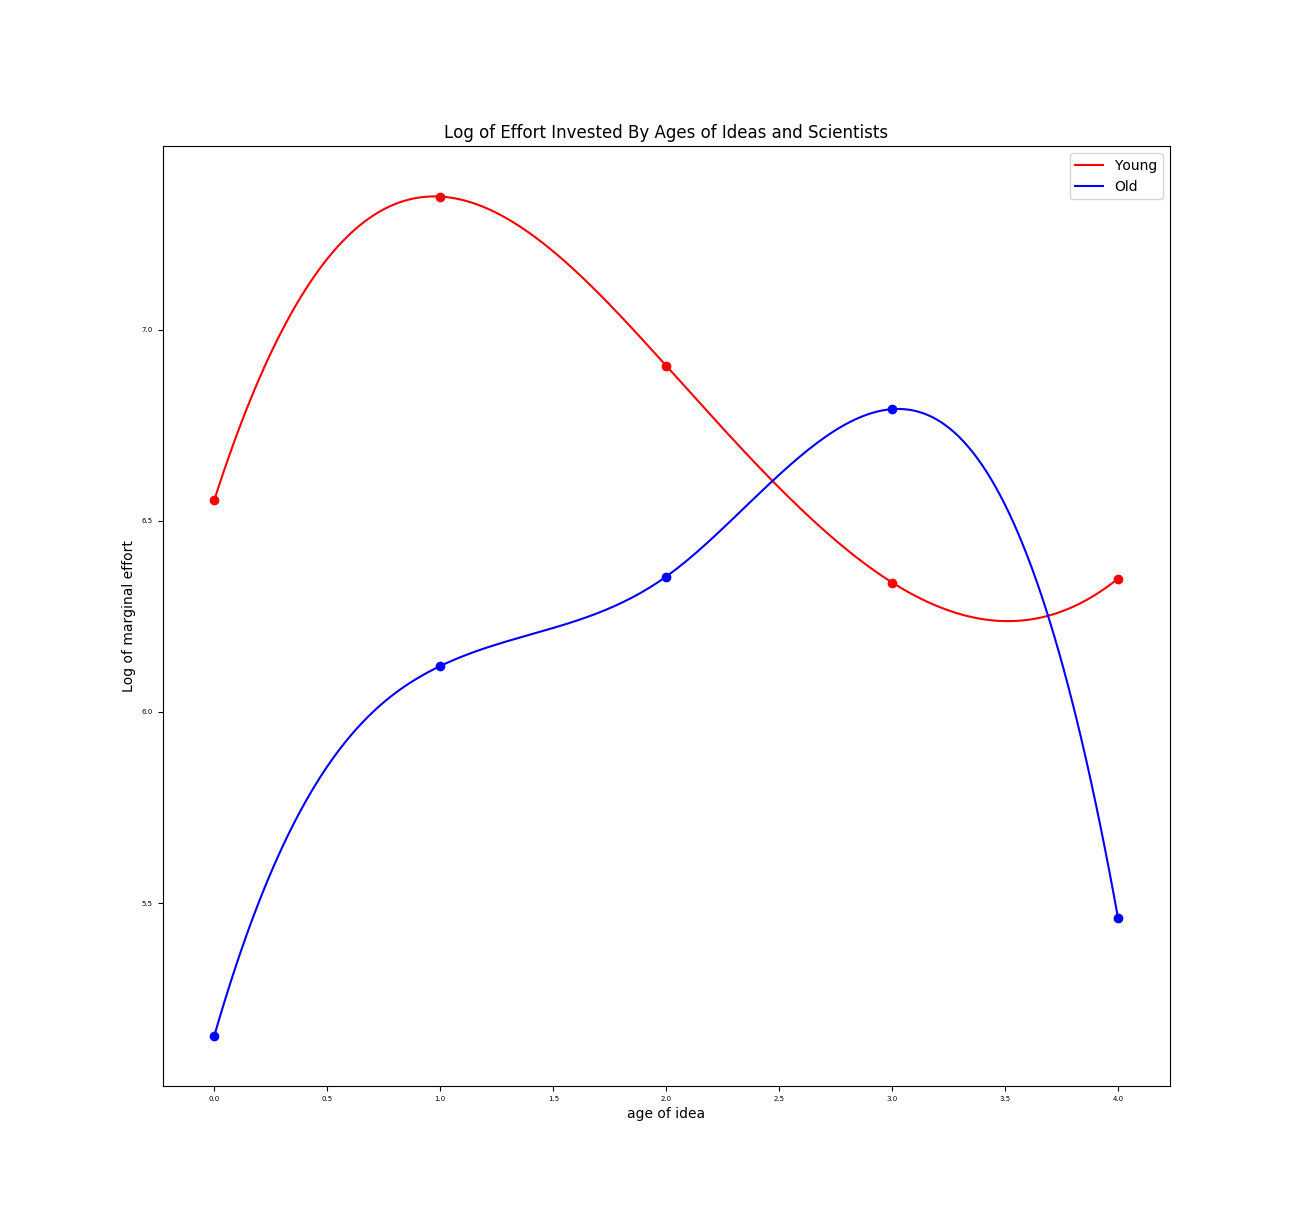 Log of Effort Invested By Ages of Ideas and Scientists
Young
Old
7.0
6.5
6.0
5.5
Log of marginal effort
0.0 0.5 1.0 1.5 2.0 2.5 3.0 3.5 4.0
age of idea